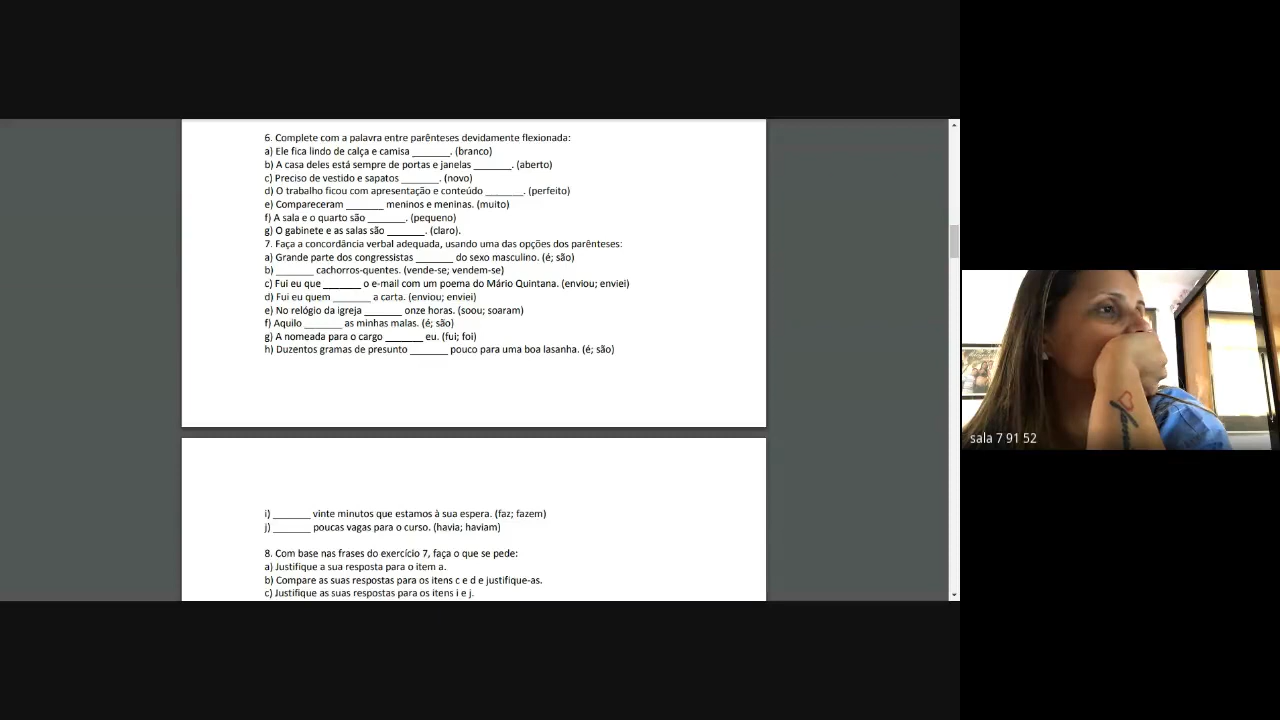 6. Complete com a palavra entre parênteses devidamente flexionada:
a) Ele fica lindo de calça e camisa _______. (branco)
b) A casa deles está sempre de portas e janelas _______. (aberto)
c) Preciso de vestido e sapatos _______. (novo)
d) O trabalho ficou com apresentação e conteúdo _______. (perfeito)
e) Compareceram _______ meninos e meninas. (muito)
f) A sala e o quarto são _______. (pequeno)
g) O gabinete e as salas são _______. (claro).
7. Faça a concordância verbal adequada, usando uma das opções dos parênteses:
a) Grande parte dos congressistas _______ do sexo masculino. (é; são)
b) _______ cachorros-quentes. (vende-se; vendem-se)
c) Fui eu que _______ o e-mail com um poema do Mário Quintana. (enviou; enviei)
d) Fui eu quem _______ a carta. (enviou; enviei)
e) No relógio da igreja _______ onze horas. (soou; soaram)
f) Aquilo _______ as minhas malas. (é; são)
g) A nomeada para o cargo _______ eu. (fui; foi)
h) Duzentos gramas de presunto _______ pouco para uma boa lasanha. (é; são)
i) _______ vinte minutos que estamos à sua espera. (faz; fazem)
j) _______ poucas vagas para o curso. (havia; haviam)
8. Com base nas frases do exercício 7, faça o que se pede:
a) Justifique a sua resposta para o item a.
b) Compare as suas respostas para os itens c e d e justifique-as.
c) Justifique as suas respostas para os itens i e j.
sala 7 91 52